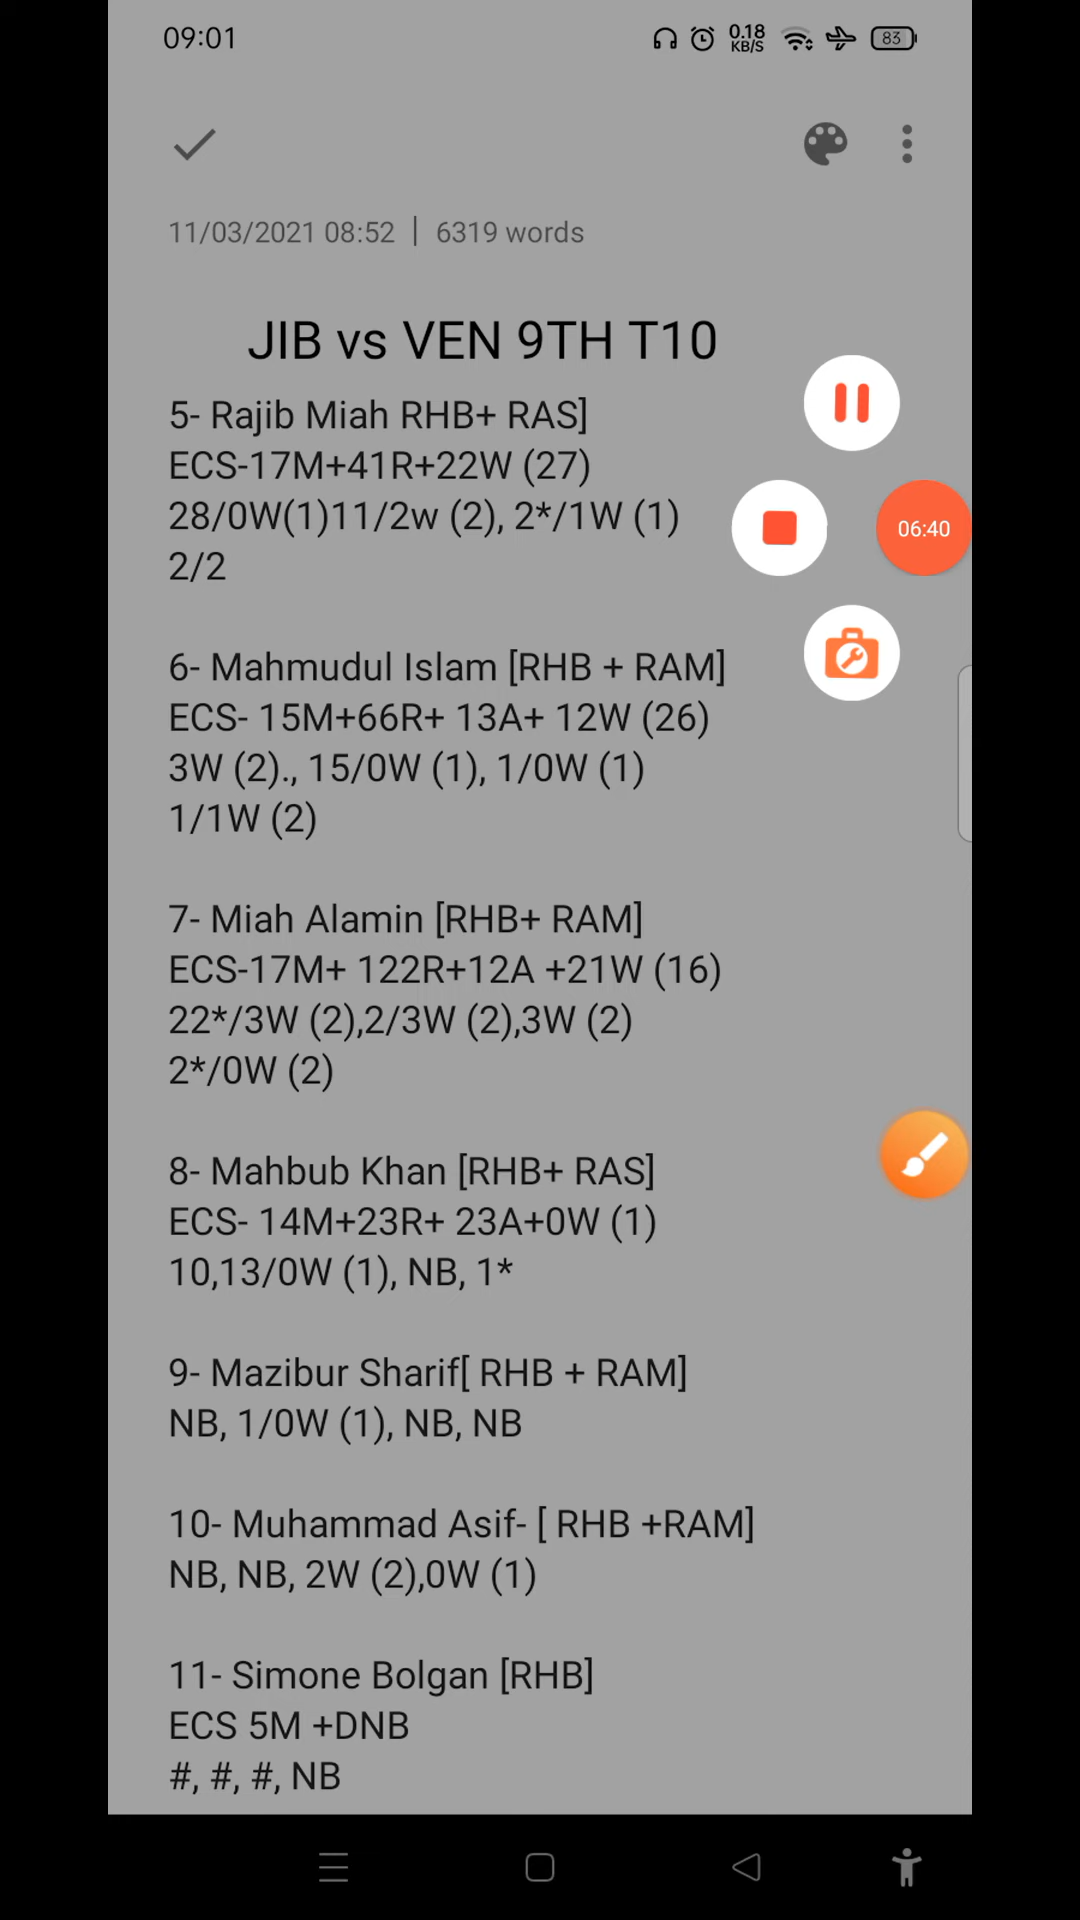 09:01
0.18 KB/S
83
11/03/2021 08:52 | 6319 words
JIB vs VEN 9TH T10
5- Rajib Miah RHB+ RAS]
ECS-17M+41R+22W (27)
28/0W(1)11/2w (2), 2*/1W (1)
2/2
06:40
6- Mahmudul Islam [RHB + RAM]
ECS- 15M+66R+ 13A+ 12W (26)
3W (2)., 15/0W (1), 1/0W (1)
1/1W (2)
7- Miah Alamin [RHB+ RAM]
ECS-17M+ 122R+12A +21W (16)
22*/3W (2),2/3W (2),3W (2)
2*/0W (2)
8- Mahbub Khan [RHB+ RAS]
ECS- 14M+23R+ 23A+0W (1)
10,13/0W (1), NB, 1*
9- Mazibur Sharif[ RHB + RAM]
NB, 1/0W (1), NB, NB
10- Muhammad Asif- [ RHB +RAM]
NB, NB, 2W (2),0W (1)
11- Simone Bolgan [RHB]
ECS 5M +DNB
#, #, #, NB